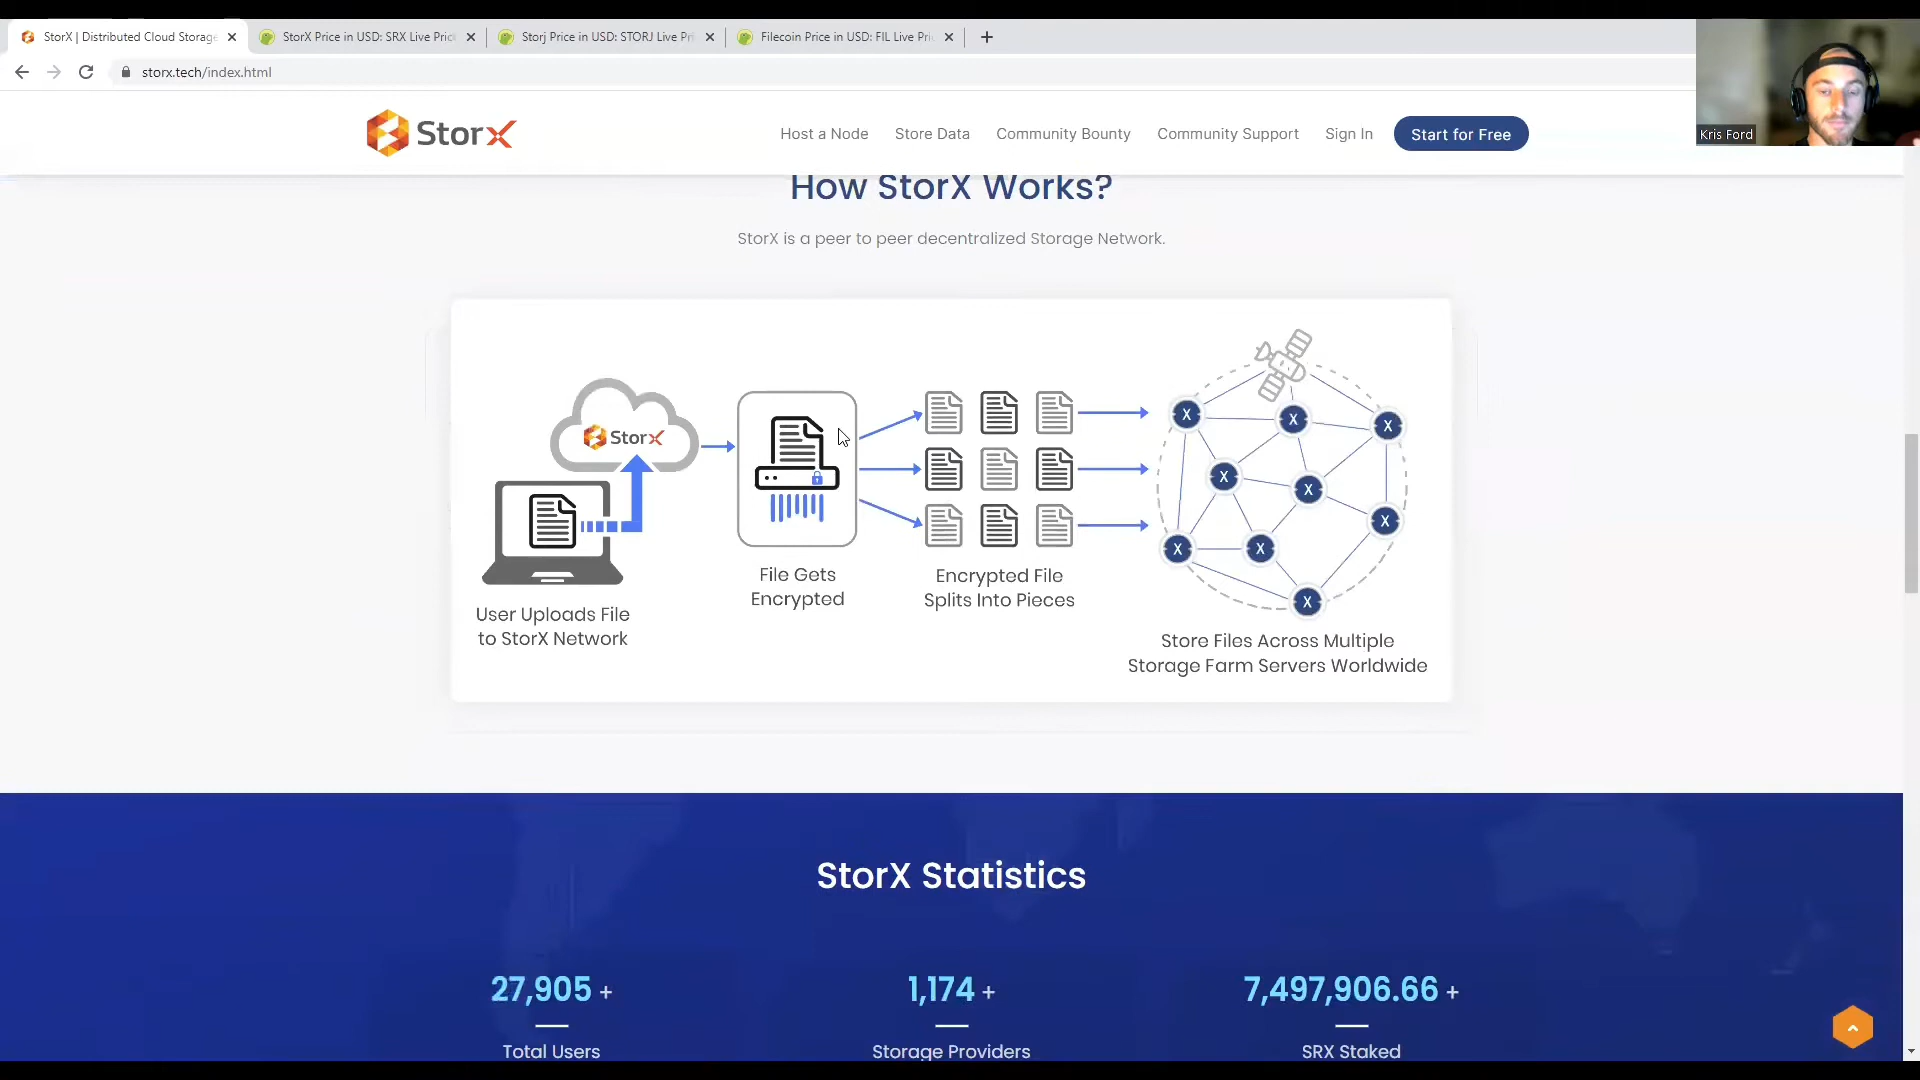 StorX | Distributed Cloud Storage
StorX Price in USD: SRX Live Pric
Storj Price in USD: STORJ Live Pri
Filecoin Price in USD: FIL Live Pri
storx.tech/index.html
Kris Ford
StorX
Host a Node
Store Data
Community Bounty
Community Support
Sign In
Start for Free
How StorX Works?
StorX is a peer to peer decentralized Storage Network.
StorX
User Uploads File
to StorX Network
File Gets
Encrypted
Encrypted File
Splits Into Pieces
X
X
X
X
X
X
X
X
X
Store Files Across Multiple
Storage Farm Servers Worldwide
StorX Statistics
27,905 +
Total Users
1,174 +
Storage Providers
7,497,906.66 +
SRX Staked